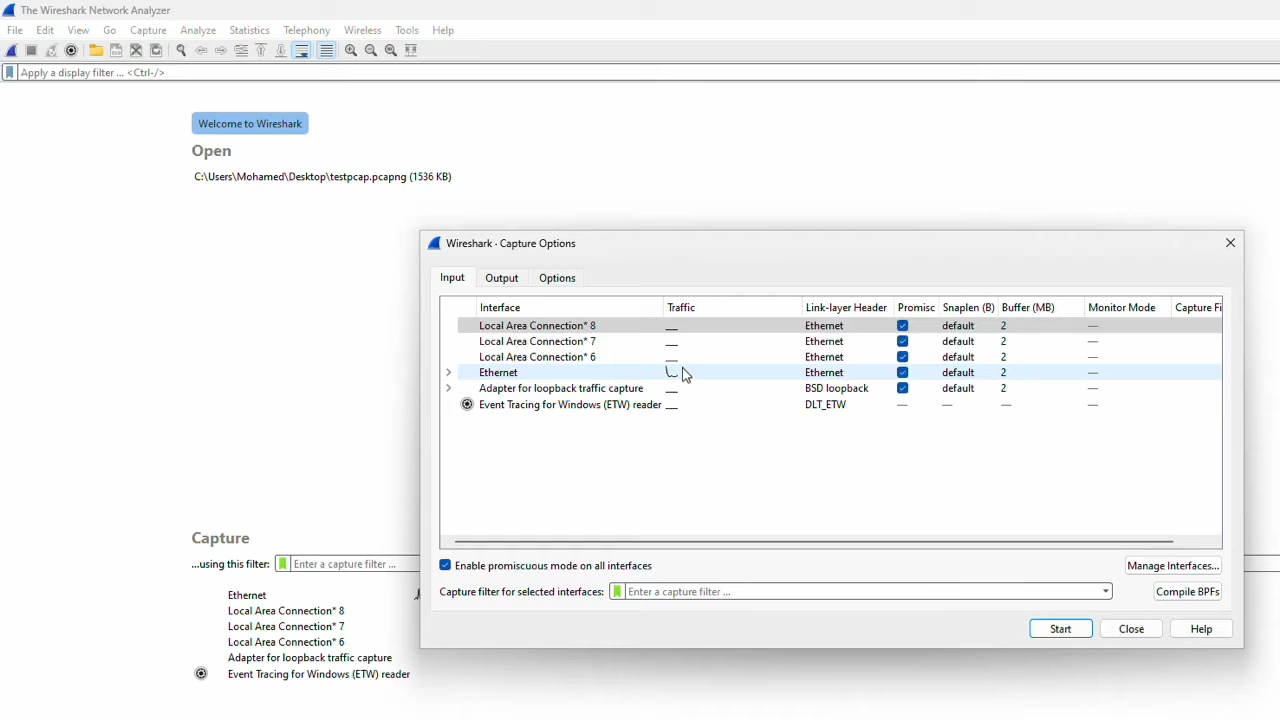 The Wireshark Network Analyzer
File Edit View Go Capture Analyze Statistics Telephony Wireless Tools Help
Apply a display filter ... <Ctrl-/>
Welcome to Wireshark
Open
C:\Users\Mohamed\Desktop\testpcap.pcapng (1536 KB)
Wireshark · Capture Options
Input Output Options
Interface Traffic Link-layer Header Promisc Snaplen (B) Buffer (MB) Monitor Mode Capture Fi
Local Area Connection* 8 Ethernet default 2 —
Local Area Connection* 7 Ethernet default 2 —
Local Area Connection* 6 Ethernet default 2 —
Ethernet Ethernet default 2 —
Adapter for loopback traffic capture BSD loopback default 2 —
Event Tracing for Windows (ETW) reader DLT_ETW — — — —
Enable promiscuous mode on all interfaces Manage Interfaces...
Capture filter for selected interfaces: Enter a capture filter ... Compile BPFs
Start Close Help
Capture
...using this filter: Enter a capture filter ...
Ethernet
Local Area Connection* 8
Local Area Connection* 7
Local Area Connection* 6
Adapter for loopback traffic capture
Event Tracing for Windows (ETW) reader